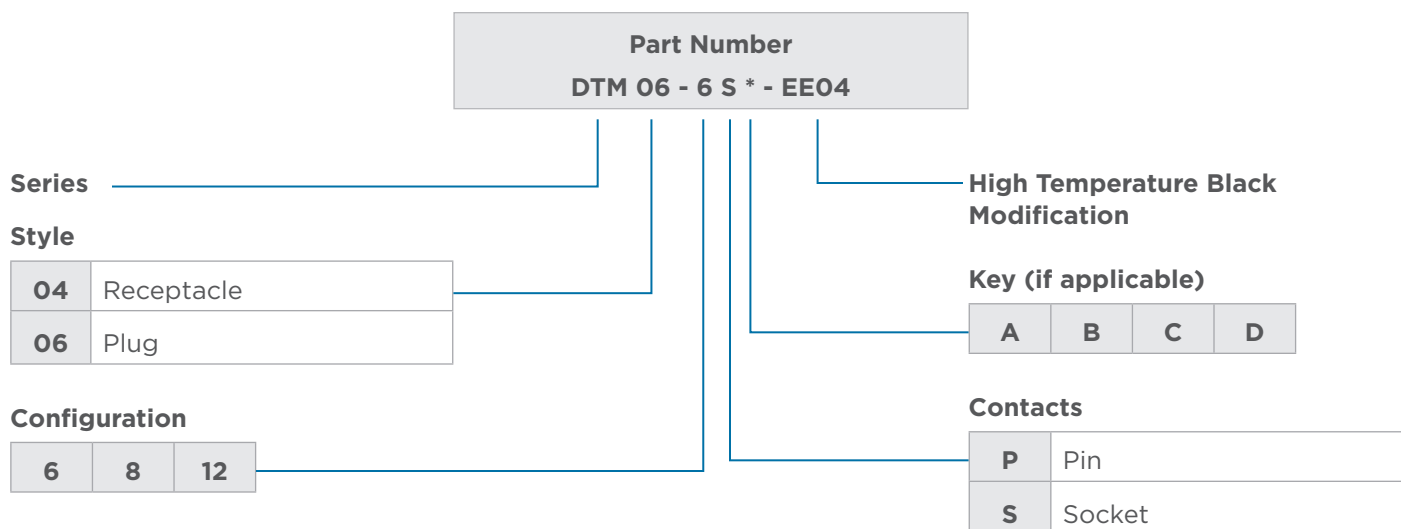 Part Number
DTM 06 - 6 S * - EE04
Series
Style
04 Receptacle
06 Plug
Configuration
6 8 12
High Temperature Black
Modification
Key (if applicable)
A B C D
Contacts
P Pin
S Socket